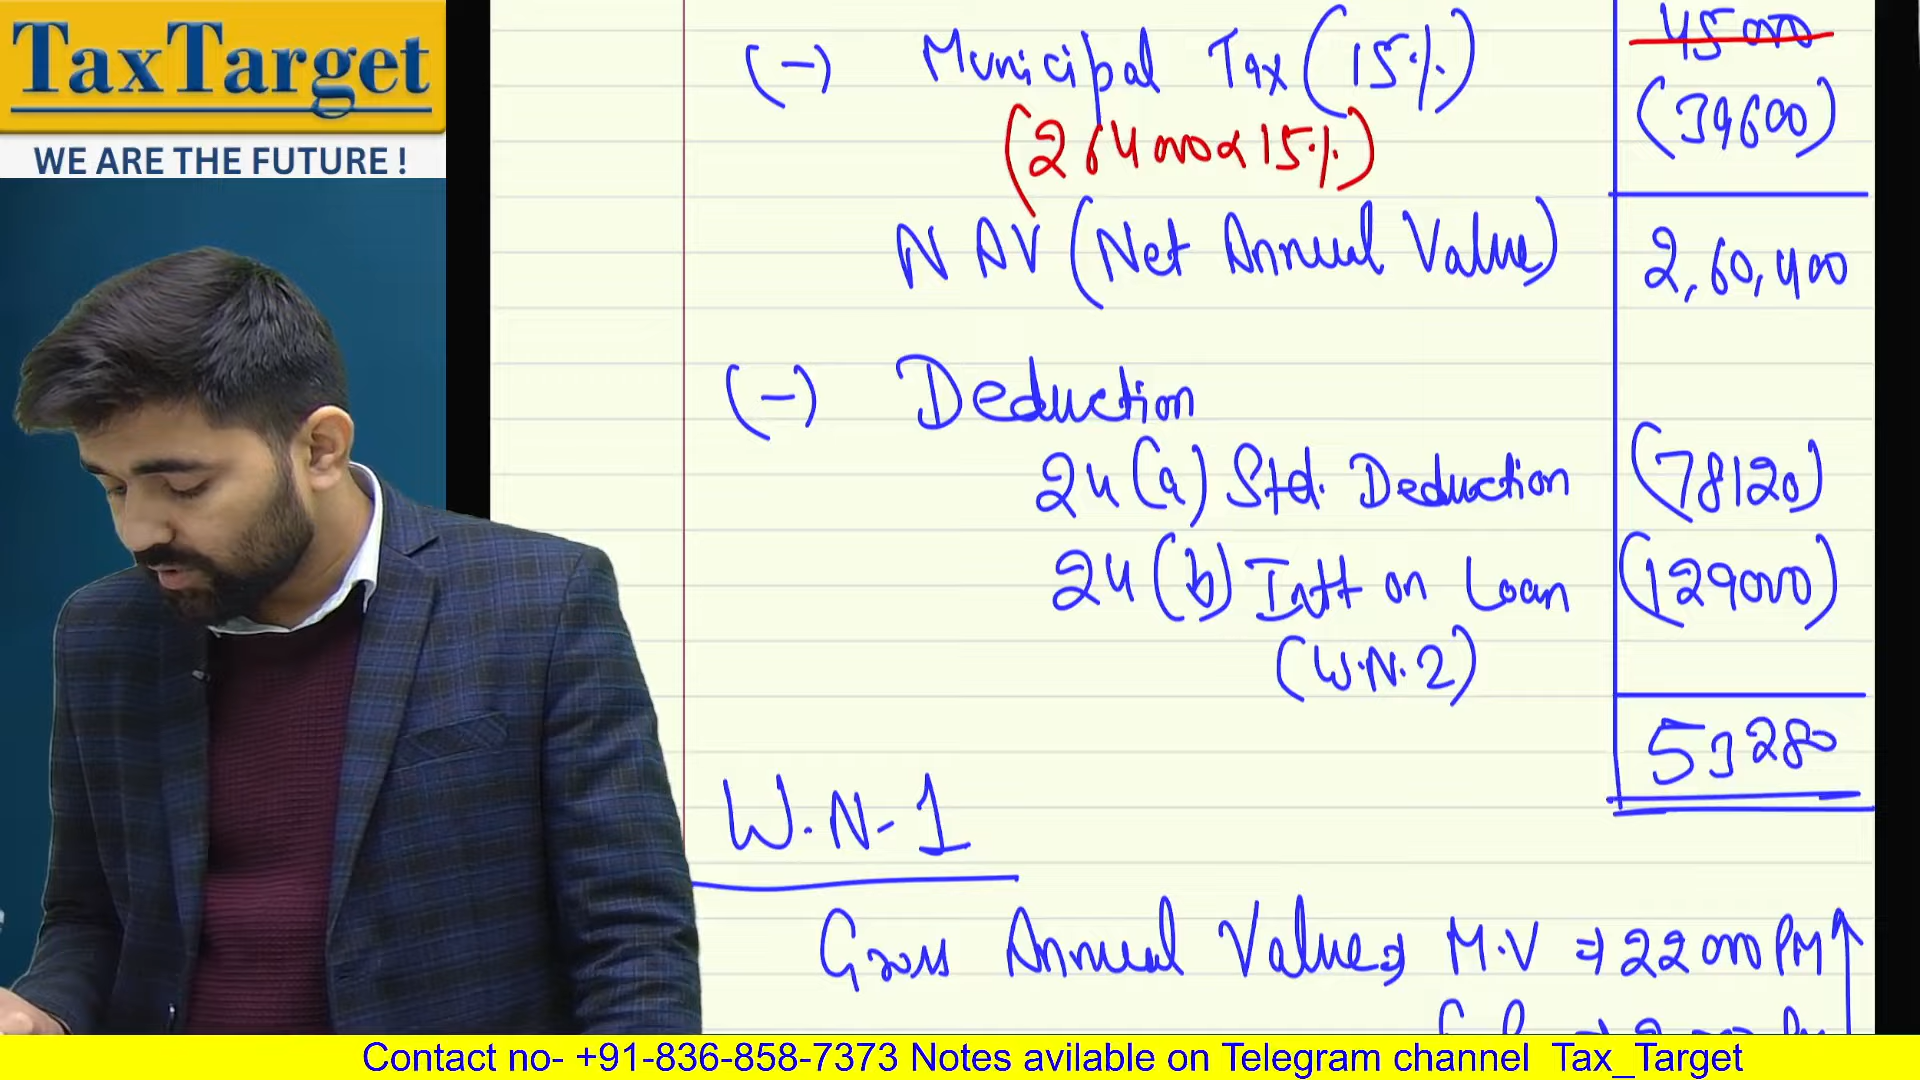 TaxTarget
WE ARE THE FUTURE !
45000
(-) Municipal Tax (15%) (39600)
(264000x15%)
NAV (Net Annual Value) 2,60,400
(-) Deduction
24(a) Std. Deduction (78120)
24(b) Intt on Loan (129000)
(W.N.2)
53280
W.N-1
Gross Annual Value ⇒ M.V ⇒ 22000 PM
Contact no- +91-836-858-7373 Notes avilable on Telegram channel Tax_Target